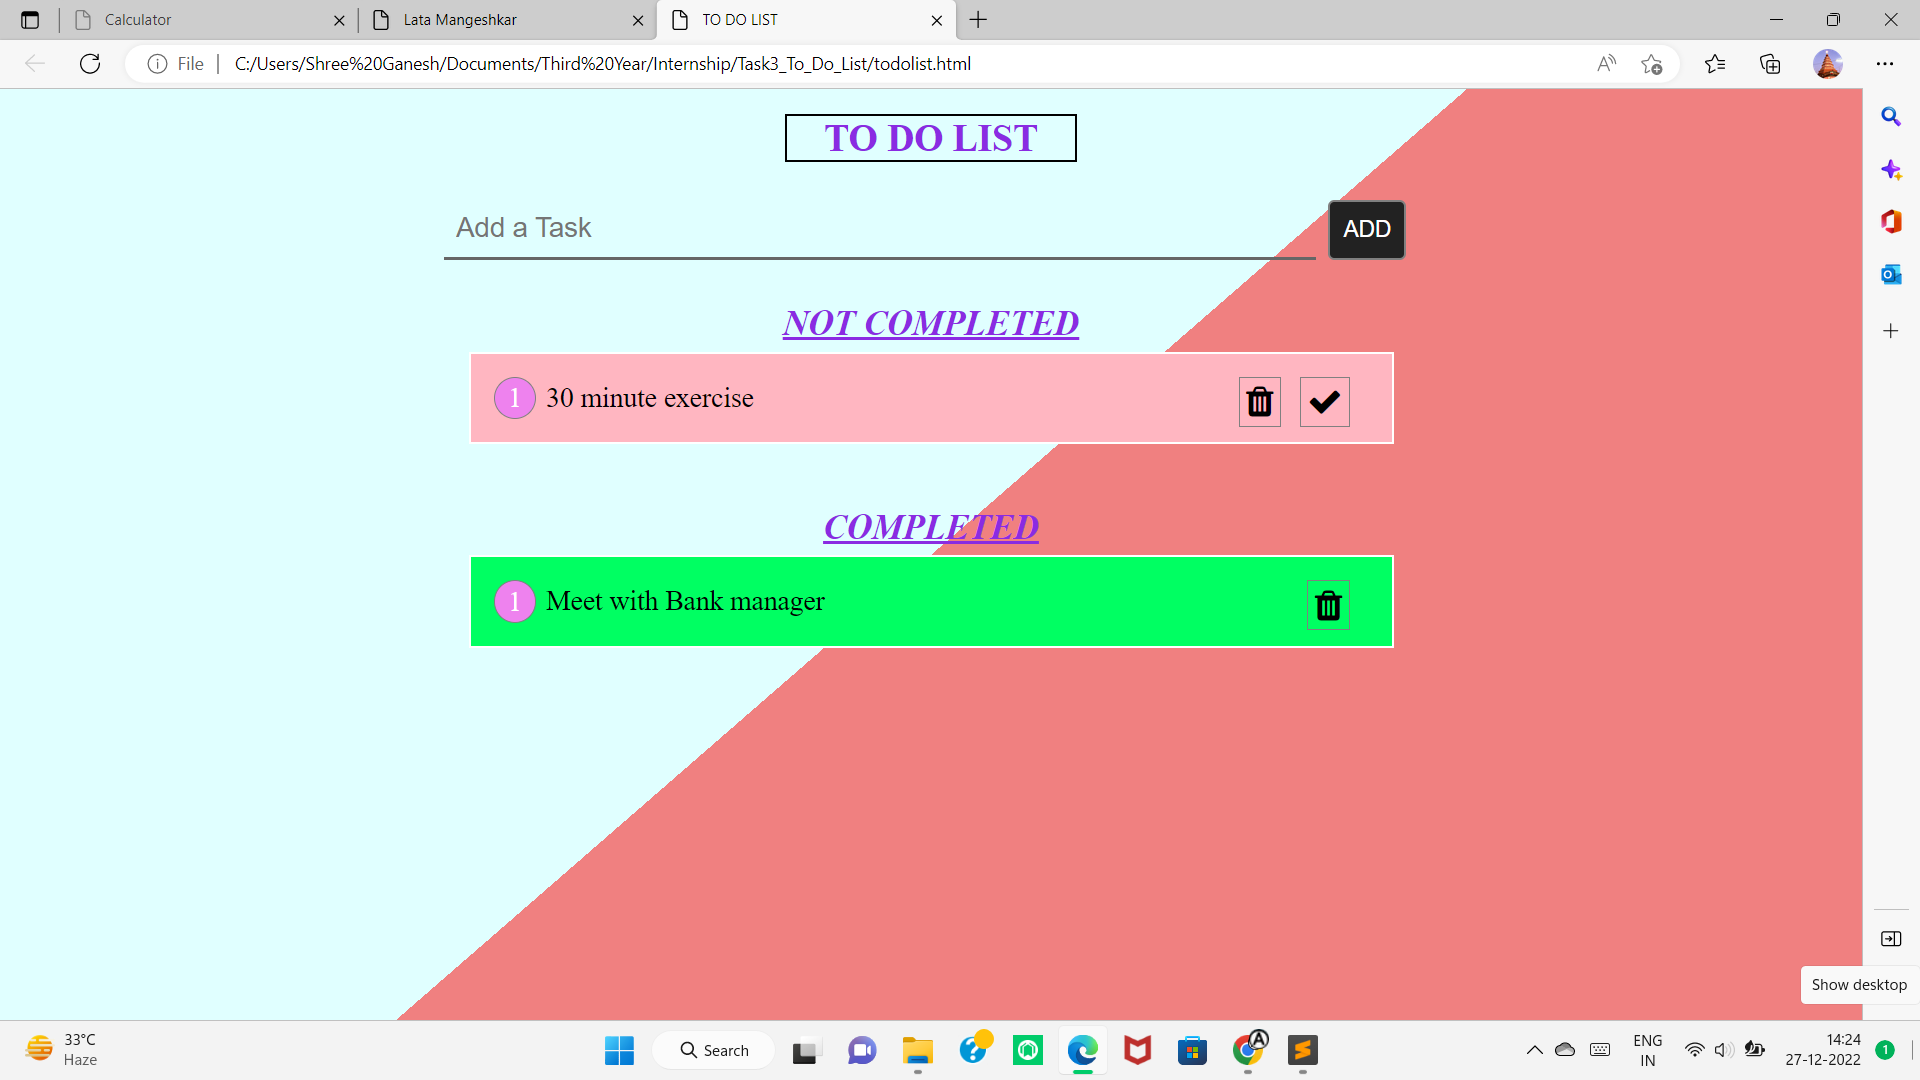 Calculator
Lata Mangeshkar
TO DO LIST
File
C:/Users/Shree%20Ganesh/Documents/Third%20Year/Internship/Task3_To_Do_List/todolist.html
TO DO LIST
Add a Task
ADD
NOT COMPLETED
1 30 minute exercise
COMPLETED
1 Meet with Bank manager
Show desktop
33°C
Haze
Search
ENG
IN
14:24
27-12-2022
1